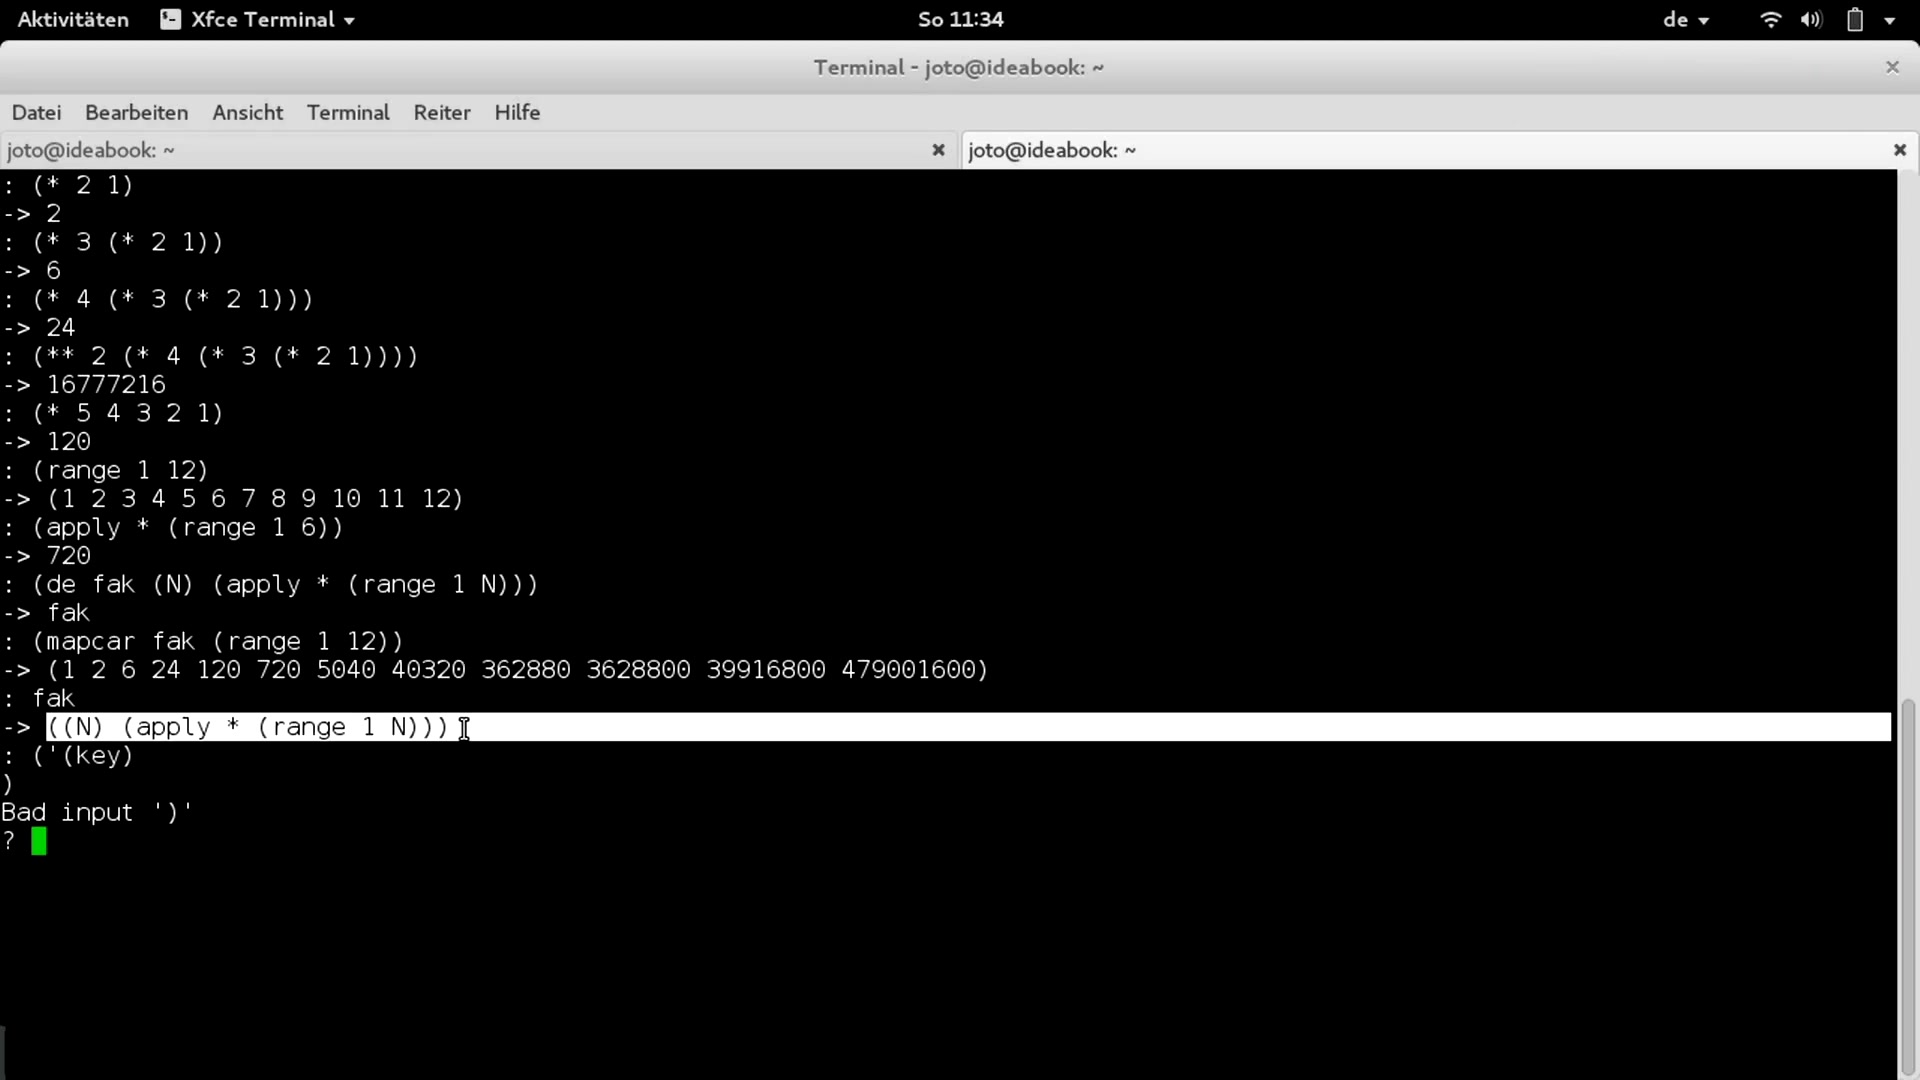 Aktivitäten Xfce Terminal So 11:34 de
Terminal - joto@ideabook: ~
Datei Bearbeiten Ansicht Terminal Reiter Hilfe
joto@ideabook: ~ joto@ideabook: ~
: (* 2 1)
-> 2
: (* 3 (* 2 1))
-> 6
: (* 4 (* 3 (* 2 1)))
-> 24
: (** 2 (* 4 (* 3 (* 2 1))))
-> 16777216
: (* 5 4 3 2 1)
-> 120
: (range 1 12)
-> (1 2 3 4 5 6 7 8 9 10 11 12)
: (apply * (range 1 6))
-> 720
: (de fak (N) (apply * (range 1 N)))
-> fak
: (mapcar fak (range 1 12))
-> (1 2 6 24 120 720 5040 40320 362880 3628800 39916800 479001600)
: fak
-> ((N) (apply * (range 1 N)))
: ('(key)
)
Bad input ')'
?